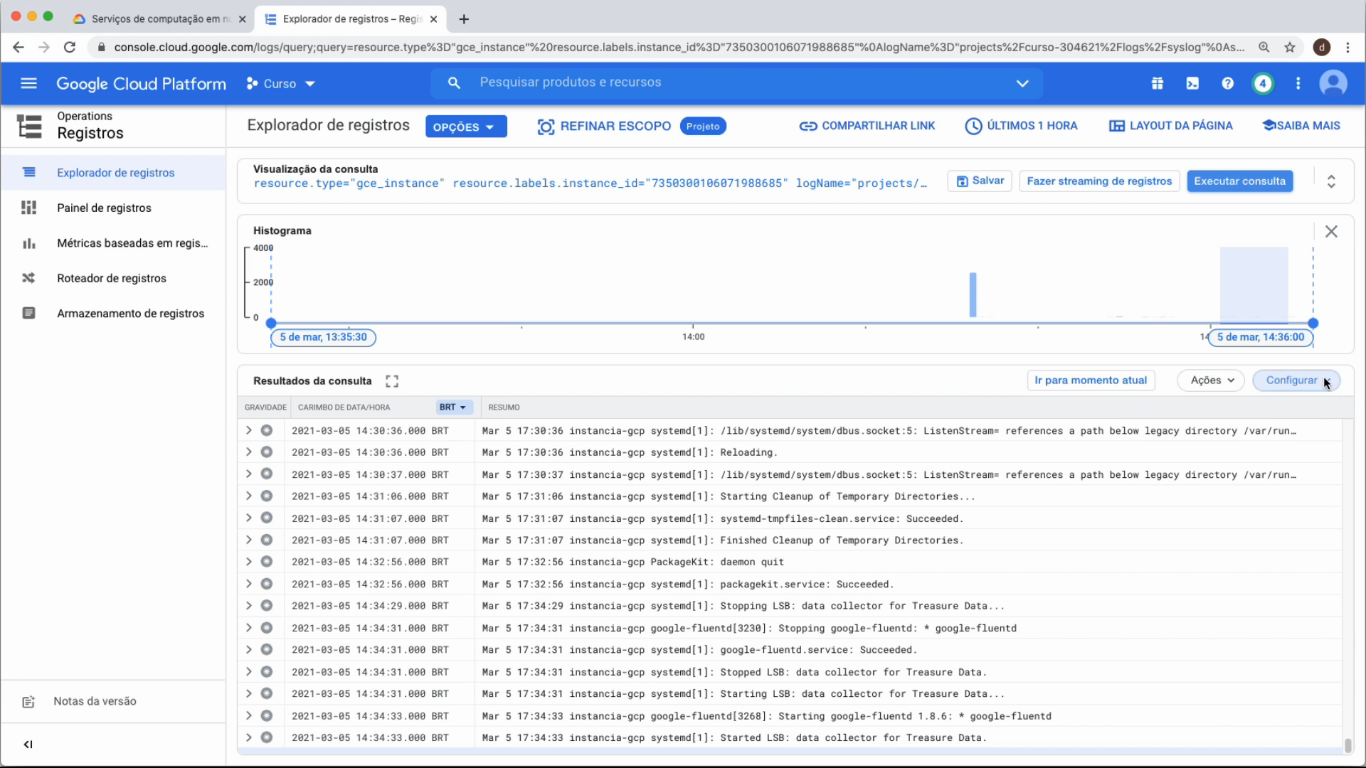 Serviços de computação em nu
Explorador de registros – Regis
console.cloud.google.com/logs/query;query=resource.type%3D"gce_instance"%20resource.labels.instance_id%3D"7350300106071988685"%0AlogName%3D"projects%2Fcurso-304621%2Flogs%2Fsyslog"%0As...
d
Google Cloud Platform
Curso
Pesquisar produtos e recursos
4
Operations
Registros
Explorador de registros
OPÇÕES
REFINAR ESCOPO
Projeto
COMPARTILHAR LINK
ÚLTIMOS 1 HORA
LAYOUT DA PÁGINA
SAIBA MAIS
Explorador de registros
Painel de registros
Métricas baseadas em regis...
Roteador de registros
Armazenamento de registros
Notas da versão
Visualização da consulta
resource.type="gce_instance" resource.labels.instance_id="7350300106071988685" logName="projects/…
Salvar
Fazer streaming de registros
Executar consulta
Histograma
4000
2000
0
5 de mar, 13:35:30
14:00
14
5 de mar, 14:36:00
Resultados da consulta
Ir para momento atual
Ações
Configurar
GRAVIDADE
CARIMBO DE DATA/HORA
BRT
RESUMO
2021-03-05 14:30:36.000 BRT Mar 5 17:30:36 instancia-gcp systemd[1]: /lib/systemd/system/dbus.socket:5: ListenStream= references a path below legacy directory /var/run…
2021-03-05 14:30:36.000 BRT Mar 5 17:30:36 instancia-gcp systemd[1]: Reloading.
2021-03-05 14:30:37.000 BRT Mar 5 17:30:37 instancia-gcp systemd[1]: /lib/systemd/system/dbus.socket:5: ListenStream= references a path below legacy directory /var/run…
2021-03-05 14:31:06.000 BRT Mar 5 17:31:06 instancia-gcp systemd[1]: Starting Cleanup of Temporary Directories...
2021-03-05 14:31:07.000 BRT Mar 5 17:31:07 instancia-gcp systemd[1]: systemd-tmpfiles-clean.service: Succeeded.
2021-03-05 14:31:07.000 BRT Mar 5 17:31:07 instancia-gcp systemd[1]: Finished Cleanup of Temporary Directories.
2021-03-05 14:32:56.000 BRT Mar 5 17:32:56 instancia-gcp PackageKit: daemon quit
2021-03-05 14:32:56.000 BRT Mar 5 17:32:56 instancia-gcp systemd[1]: packagekit.service: Succeeded.
2021-03-05 14:34:29.000 BRT Mar 5 17:34:29 instancia-gcp systemd[1]: Stopping LSB: data collector for Treasure Data...
2021-03-05 14:34:31.000 BRT Mar 5 17:34:31 instancia-gcp google-fluentd[3230]: Stopping google-fluentd: * google-fluentd
2021-03-05 14:34:31.000 BRT Mar 5 17:34:31 instancia-gcp systemd[1]: google-fluentd.service: Succeeded.
2021-03-05 14:34:31.000 BRT Mar 5 17:34:31 instancia-gcp systemd[1]: Stopped LSB: data collector for Treasure Data.
2021-03-05 14:34:31.000 BRT Mar 5 17:34:31 instancia-gcp systemd[1]: Starting LSB: data collector for Treasure Data...
2021-03-05 14:34:33.000 BRT Mar 5 17:34:33 instancia-gcp google-fluentd[3268]: Starting google-fluentd 1.8.6: * google-fluentd
2021-03-05 14:34:33.000 BRT Mar 5 17:34:33 instancia-gcp systemd[1]: Started LSB: data collector for Treasure Data.